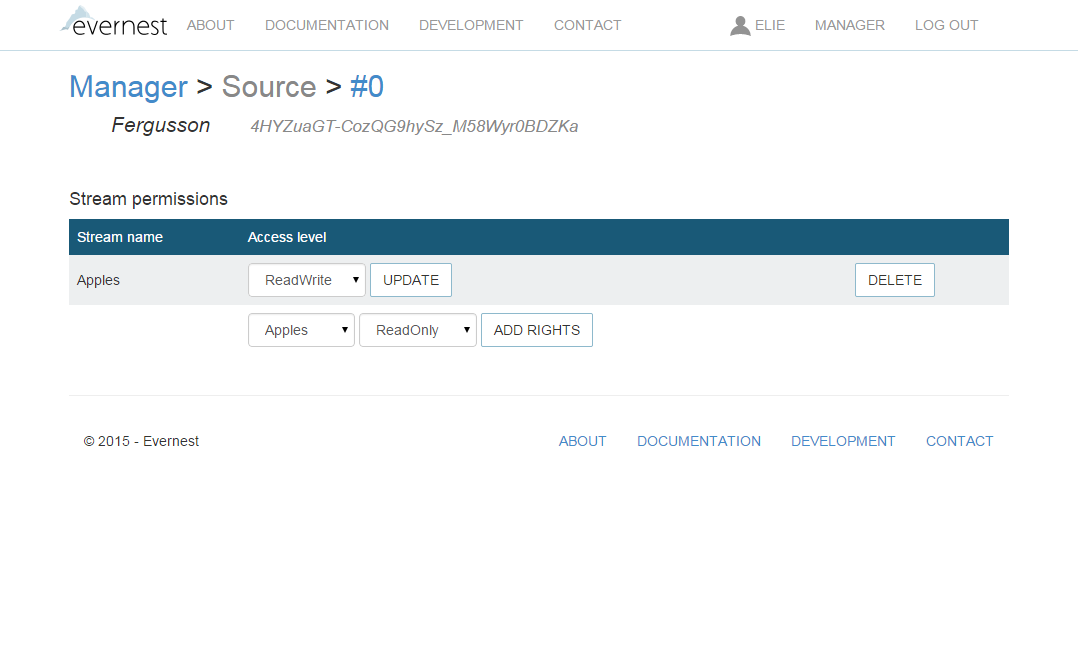 evernest ABOUT DOCUMENTATION DEVELOPMENT CONTACT ELIE MANAGER LOG OUT
Manager > Source > #0
Fergusson 4HYZuaGT-CozQG9hySz_M58Wyr0BDZKa
Stream permissions
Stream name Access level
Apples ReadWrite UPDATE DELETE
Apples ReadOnly ADD RIGHTS
© 2015 - Evernest ABOUT DOCUMENTATION DEVELOPMENT CONTACT